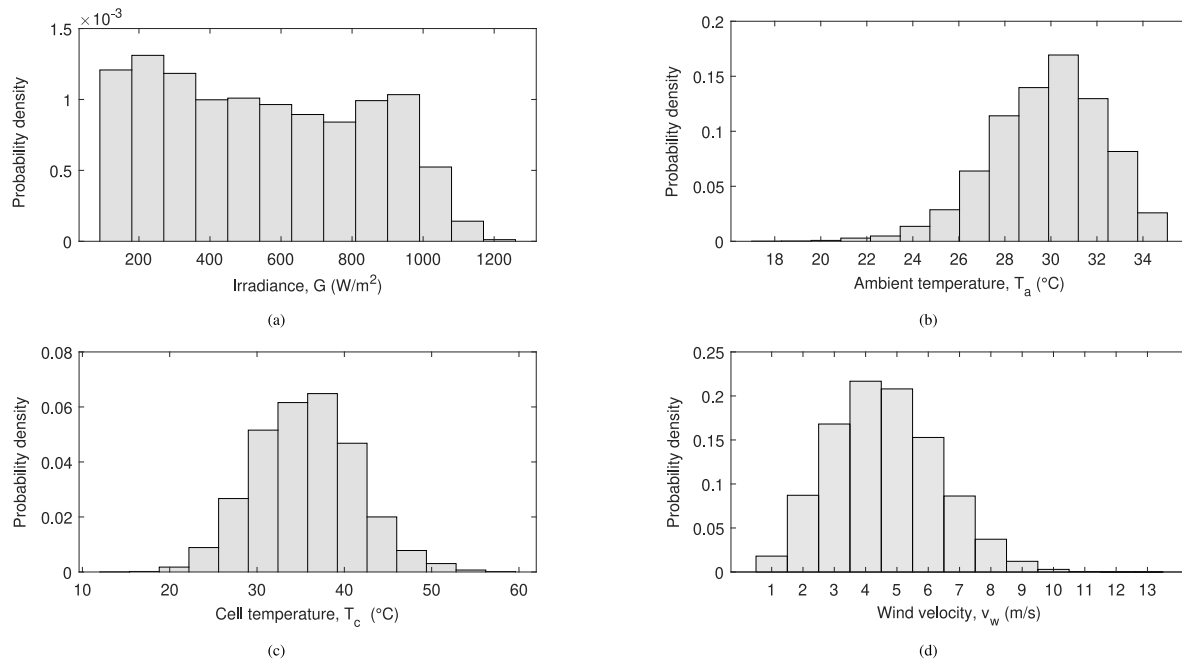 ×10⁻³
1.5
1
0.5
0
Probability density
200 400 600 800 1000 1200
Irradiance, G (W/m²)
(a)
0.2
0.15
0.1
0.05
0
Probability density
18 20 22 24 26 28 30 32 34
Ambient temperature, Tₐ (°C)
(b)
0.08
0.06
0.04
0.02
0
Probability density
10 20 30 40 50 60
Cell temperature, T_c (°C)
(c)
0.25
0.2
0.15
0.1
0.05
0
Probability density
1 2 3 4 5 6 7 8 9 10 11 12 13
Wind velocity, v_w (m/s)
(d)